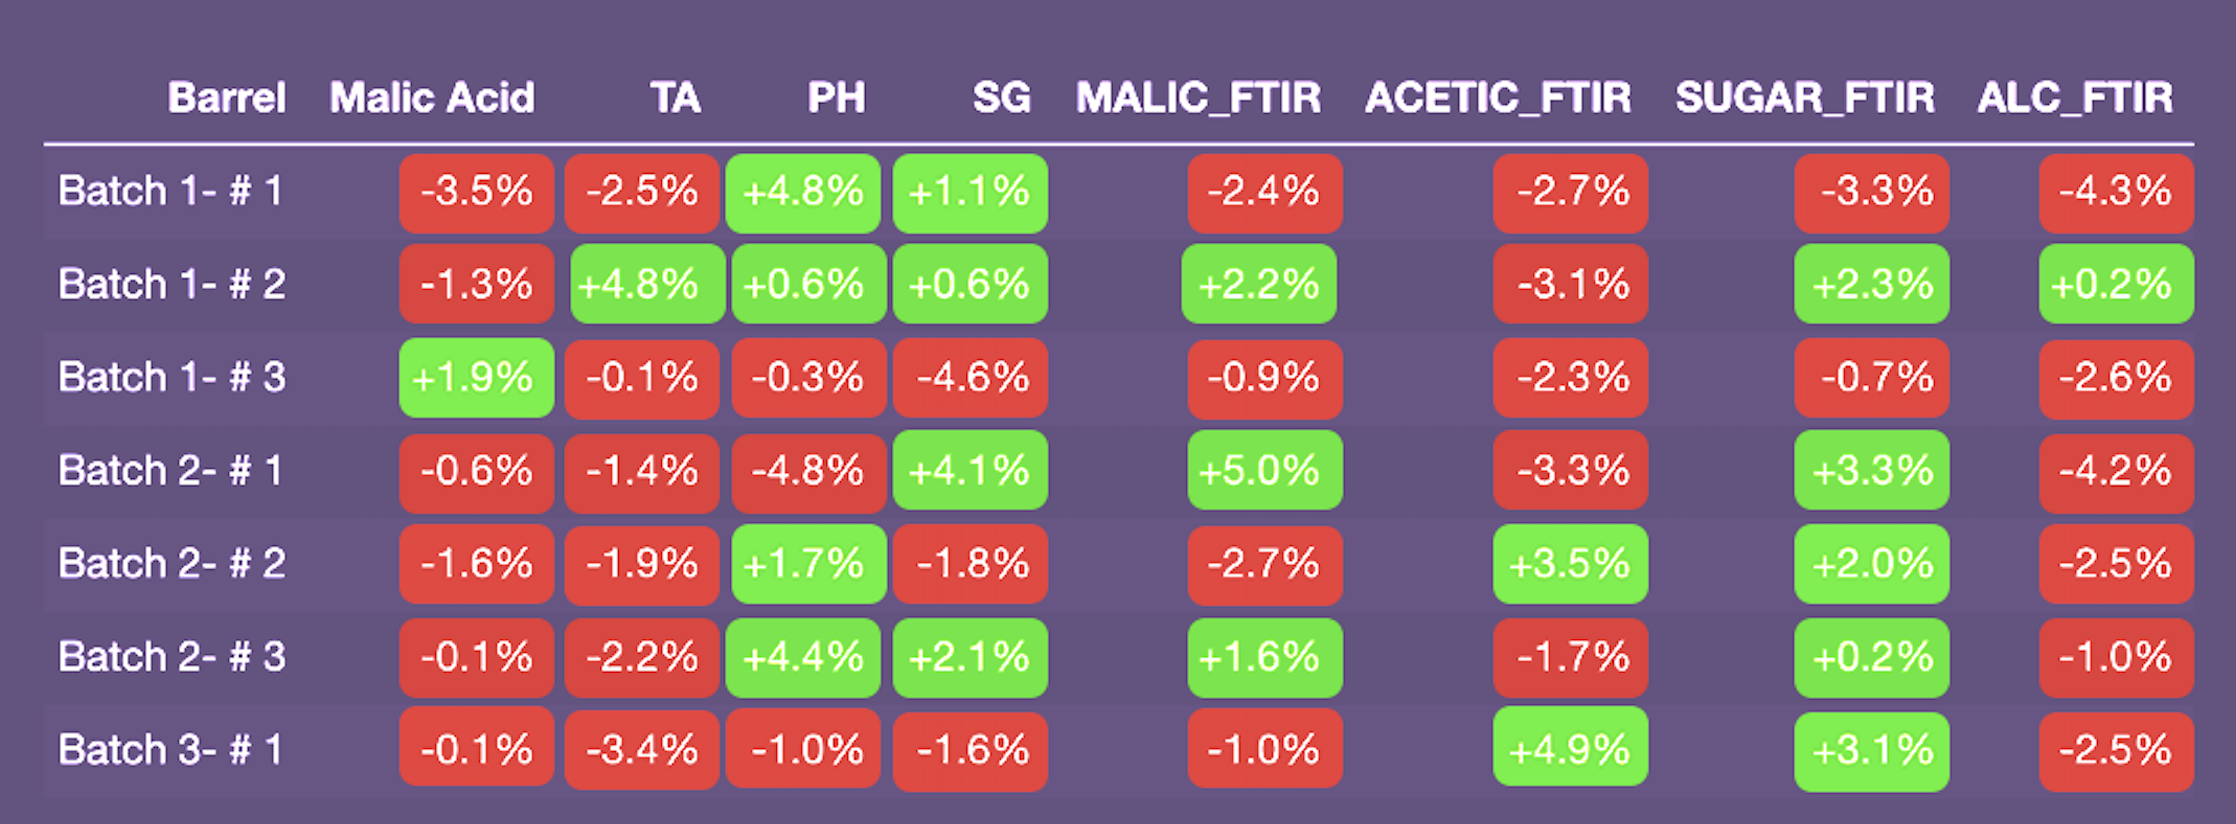 Barrel Malic Acid TA PH SG MALIC_FTIR ACETIC_FTIR SUGAR_FTIR ALC_FTIR
Batch 1- # 1 -3.5% -2.5% +4.8% +1.1% -2.4% -2.7% -3.3% -4.3%
Batch 1- # 2 -1.3% +4.8% +0.6% +0.6% +2.2% -3.1% +2.3% +0.2%
Batch 1- # 3 +1.9% -0.1% -0.3% -4.6% -0.9% -2.3% -0.7% -2.6%
Batch 2- # 1 -0.6% -1.4% -4.8% +4.1% +5.0% -3.3% +3.3% -4.2%
Batch 2- # 2 -1.6% -1.9% +1.7% -1.8% -2.7% +3.5% +2.0% -2.5%
Batch 2- # 3 -0.1% -2.2% +4.4% +2.1% +1.6% -1.7% +0.2% -1.0%
Batch 3- # 1 -0.1% -3.4% -1.0% -1.6% -1.0% +4.9% +3.1% -2.5%